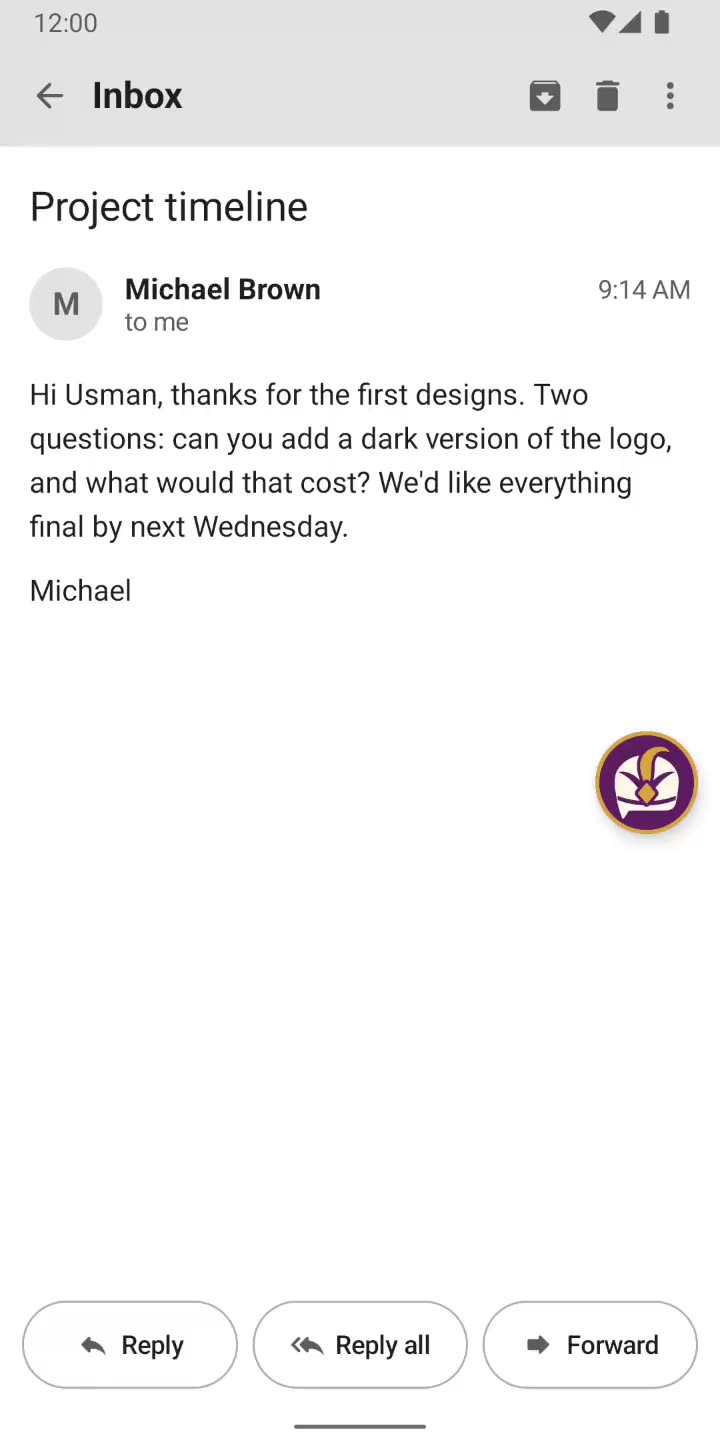 12:00
Inbox
Project timeline
M
Michael Brown
9:14 AM
to me
Hi Usman, thanks for the first designs. Two
questions: can you add a dark version of the logo,
and what would that cost? We'd like everything
final by next Wednesday.
Michael
Reply
Reply all
Forward